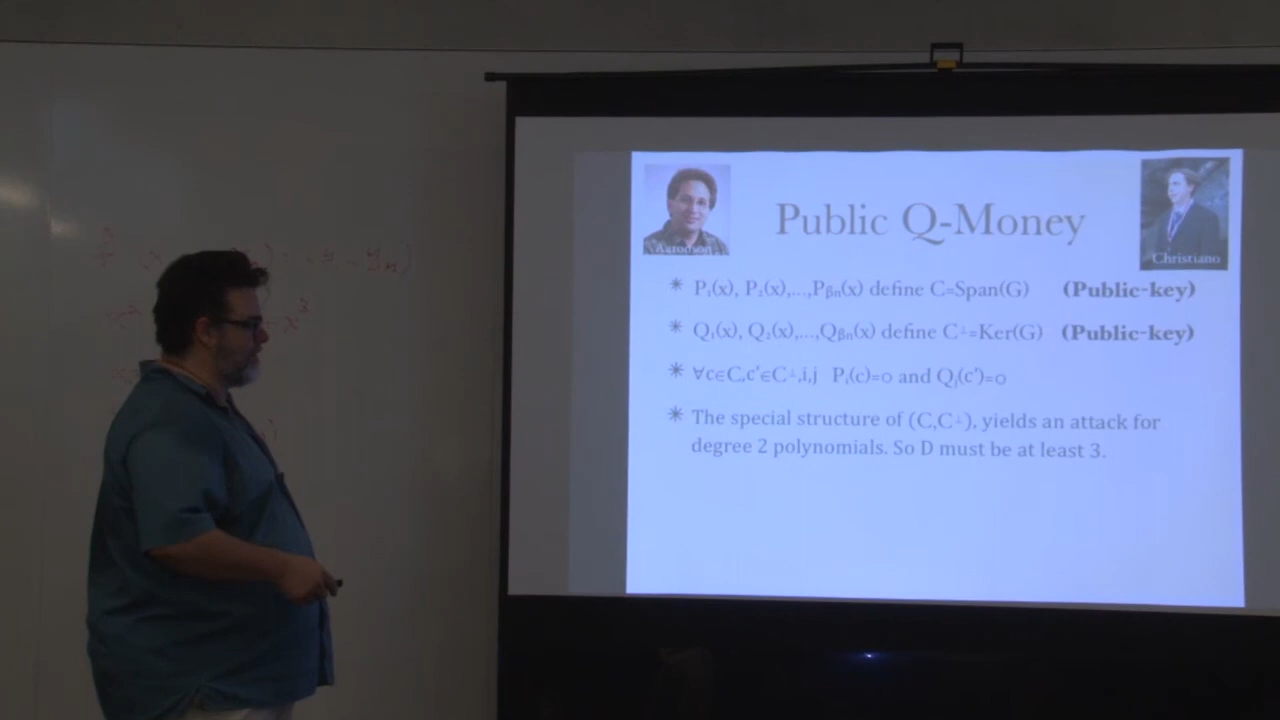 Public Q-Money
Aaronson
Christiano
* P₁(x), P₂(x),...,Pβn(x) define C=Span(G) (Public-key)
* Q₁(x), Q₂(x),...,Qβn(x) define C⊥=Ker(G) (Public-key)
* ∀c∈C,c'∈C⊥,i,j Pᵢ(c)=0 and Qⱼ(c')=0
* The special structure of (C,C⊥), yields an attack for
degree 2 polynomials. So D must be at least 3.